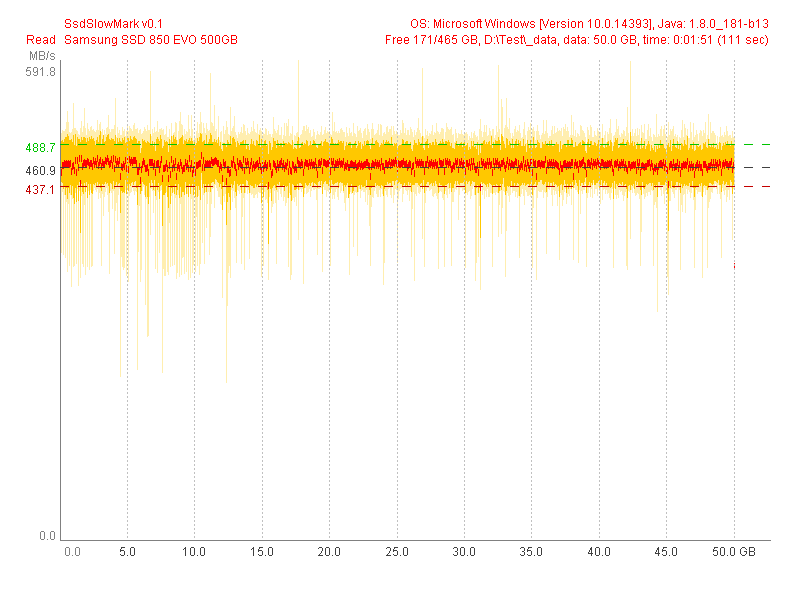 SsdSlowMark v0.1
OS: Microsoft Windows [Version 10.0.14393], Java: 1.8.0_181-b13
Read Samsung SSD 850 EVO 500GB
Free 171/465 GB, D:\Test\_data, data: 50.0 GB, time: 0:01:51 (111 sec)
MB/s
591.8
488.7
460.9
437.1
0.0
0.0 5.0 10.0 15.0 20.0 25.0 30.0 35.0 40.0 45.0 50.0 GB